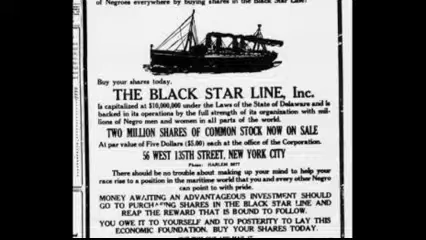 of Negroes everywhere by buying shares in the Black Star Line!
Buy your shares today.
THE BLACK STAR LINE, Inc.
Is capitalized at $10,000,000 under the Laws of the State of Delaware and is
backed in its operations by the full strength of its organization with mil-
lions of Negro men and women in all parts of the world.
TWO MILLION SHARES OF COMMON STOCK NOW ON SALE
At par value of Five Dollars ($5.00) each at the office of the Corporation.
56 WEST 135TH STREET, NEW YORK CITY
Phone: HARLEM
There should be no trouble about making up your mind to help your
race rise to a position in the maritime world that you and every other Negro
can point to with pride.
MONEY AWAITING AN ADVANTAGEOUS INVESTMENT SHOULD
GO TO PURCHASING SHARES IN THE BLACK STAR LINE AND
REAP THE REWARD THAT IS BOUND TO FOLLOW.
YOU OWE IT TO YOURSELF AND TO POSTERITY TO LAY THIS
ECONOMIC FOUNDATION. BUY YOUR SHARES TODAY.